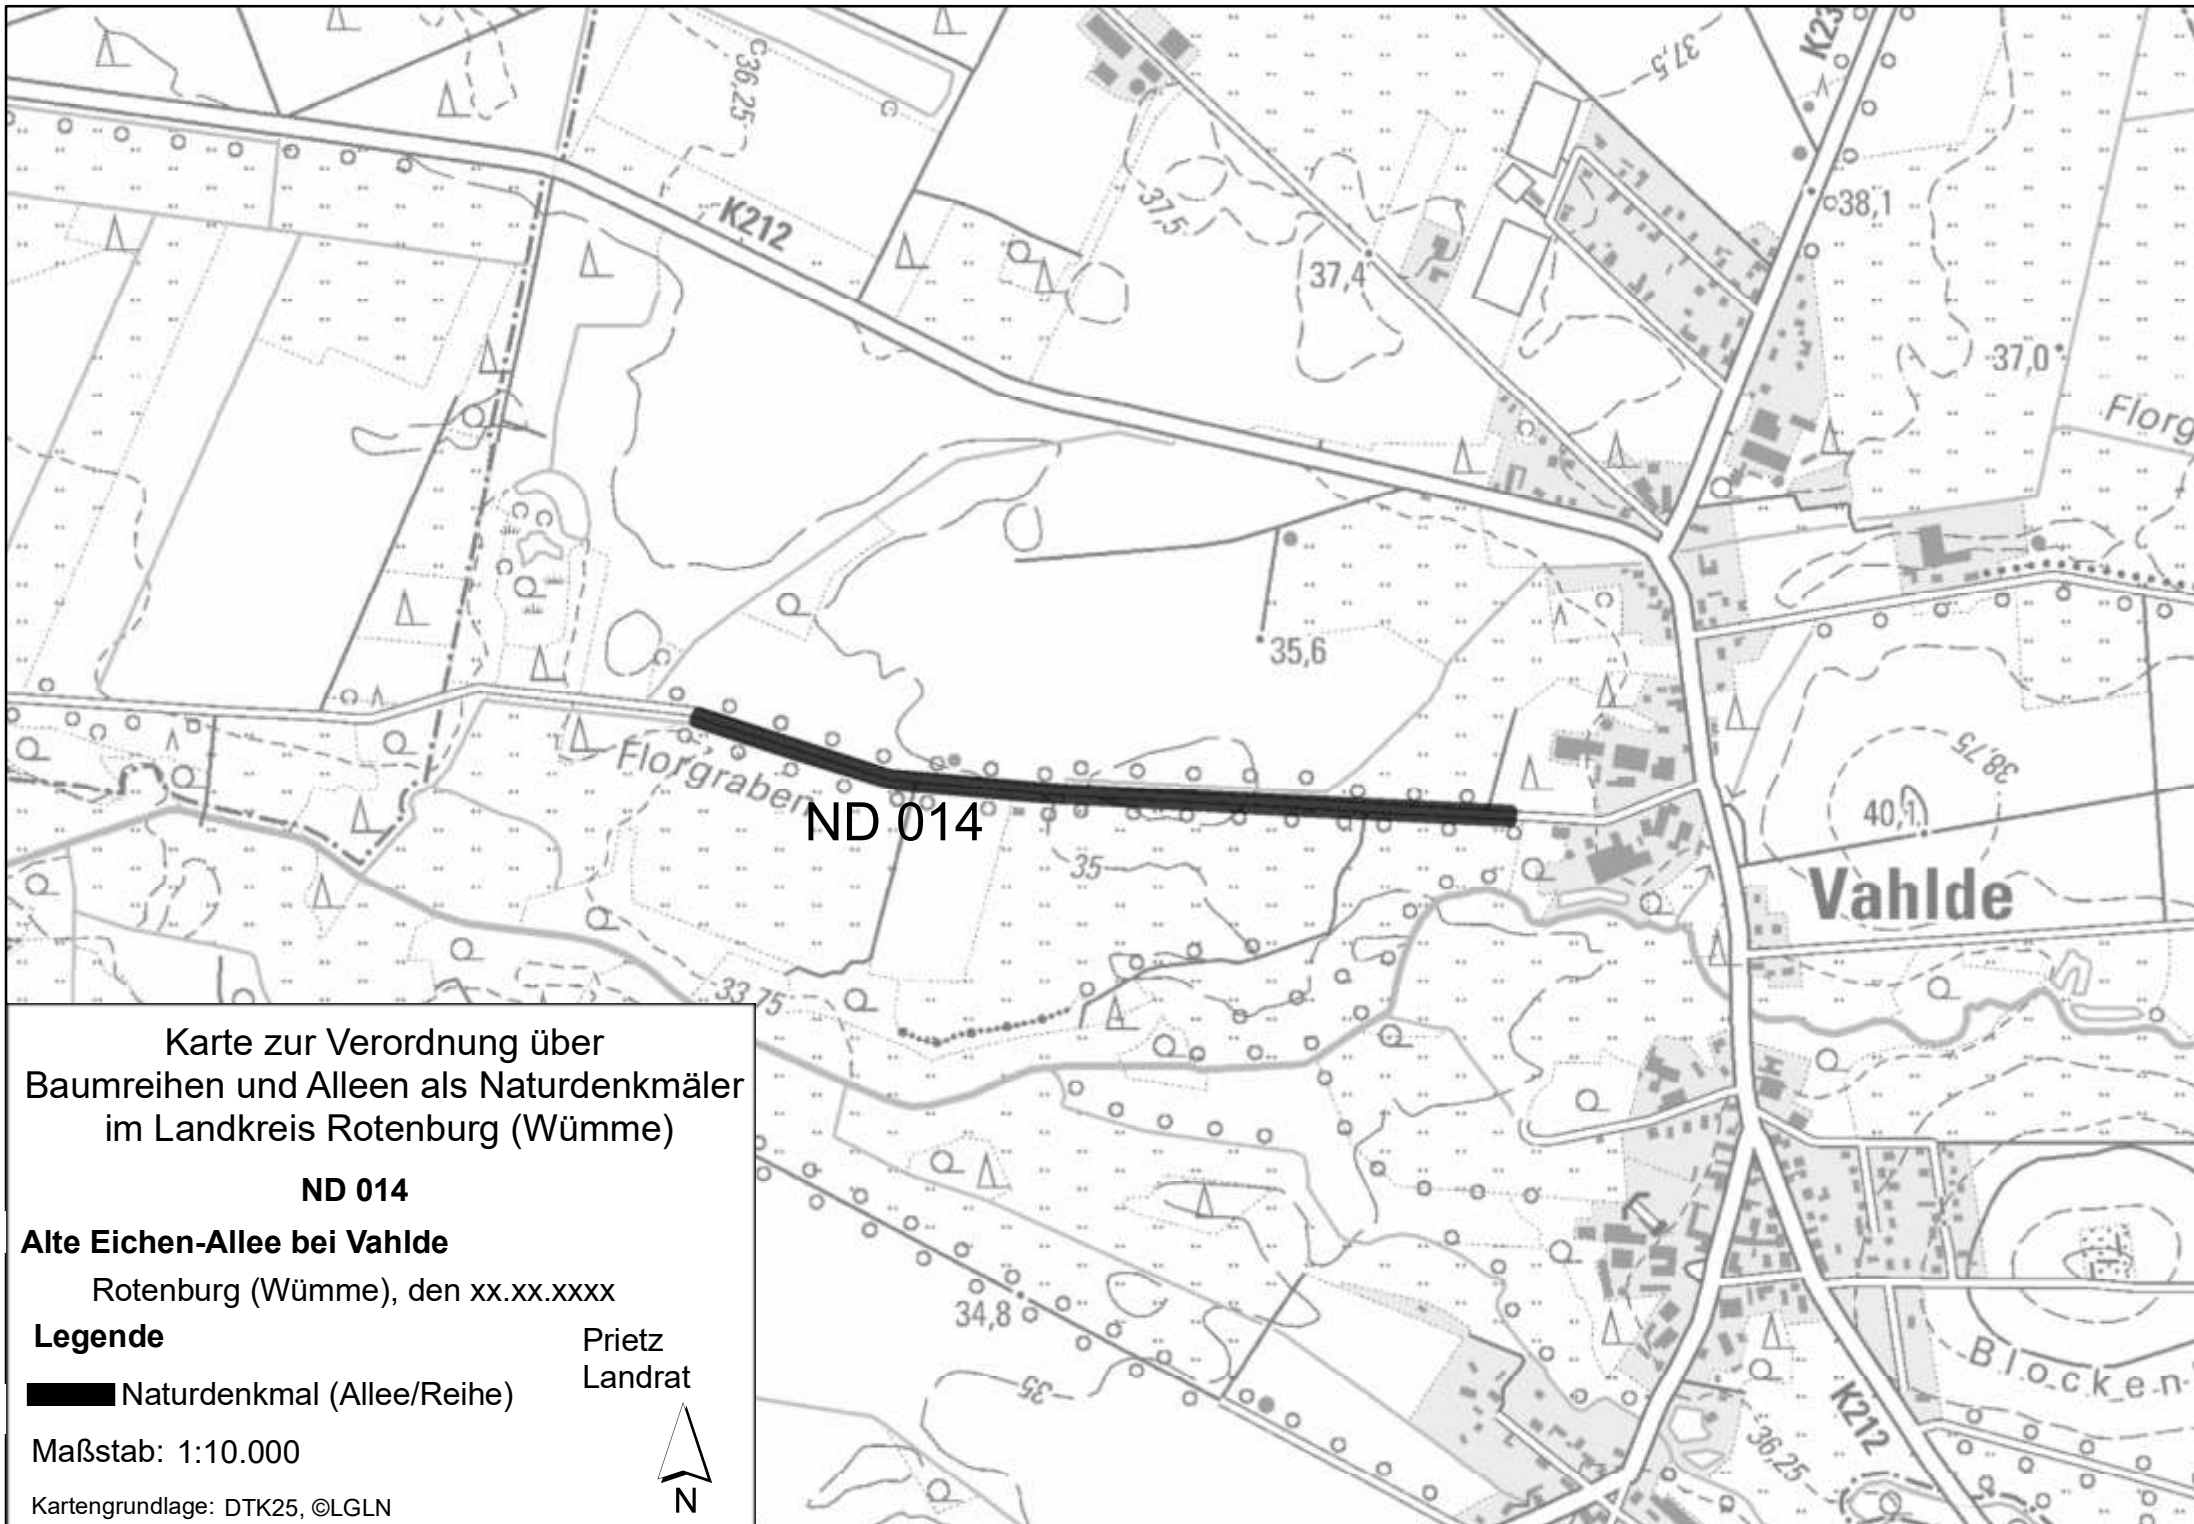 K23
37,5
C36,25
38,1
K212
37,5
37,4
37,0
Florg
35,6
38,75
Florgraben
ND 014
40,1
35
Vahlde
33,75
Karte zur Verordnung über
Baumreihen und Alleen als Naturdenkmäler
im Landkreis Rotenburg (Wümme)
ND 014
Alte Eichen-Allee bei Vahlde
Rotenburg (Wümme), den xx.xx.xxxx
Legende
Prietz
Landrat
Naturdenkmal (Allee/Reihe)
Maßstab: 1:10.000
N
Kartengrundlage: DTK25, ©LGLN
34,8
35
Blocken-
K212
36,25